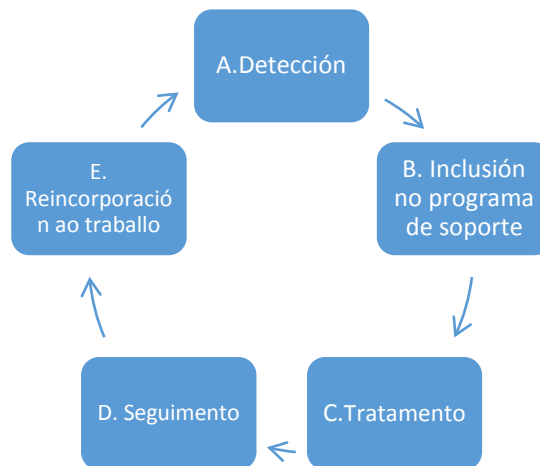 A.Detección
B. Inclusión
no programa
de soporte
C.Tratamento
D. Seguimento
E.
Reincorporació
n ao traballo